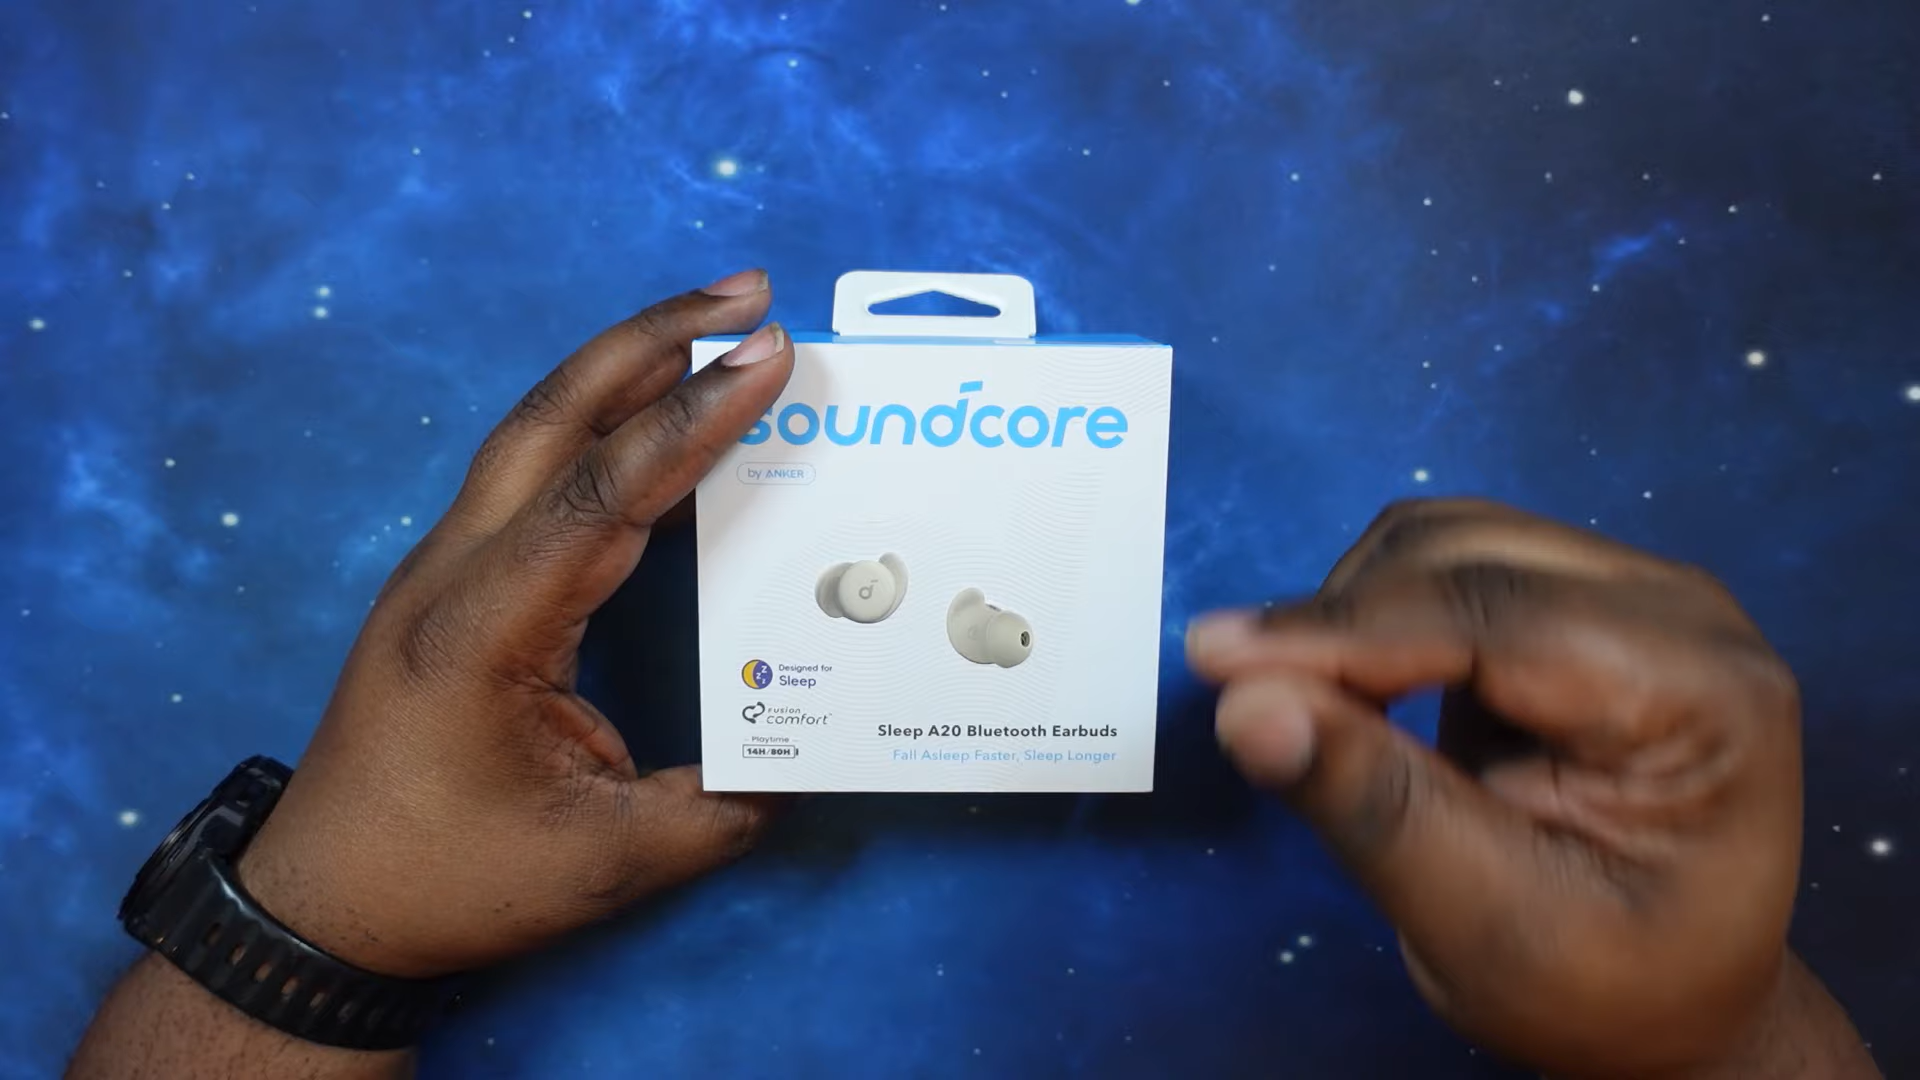 soundcore
by ANKER
Designed for
Sleep
Fusion
comfort™
Playtime
14H/80H
Sleep A20 Bluetooth Earbuds
Fall Asleep Faster, Sleep Longer